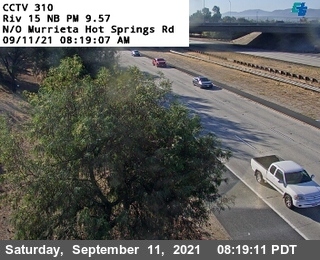 CCTV 310
Riv 15 NB PM 9.57
N/O Murrieta Hot Springs Rd
09/11/21 08:19:07 AM
Saturday, September 11, 2021 08:19:11 PDT